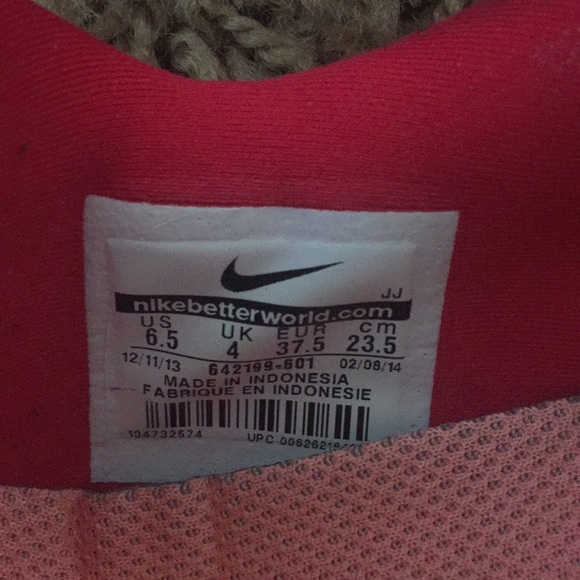 JJ
nikebetterworld.com
US UK EUR cm
6.5 4 37.5 23.5
12/11/13 642199-601 02/08/14
MADE IN INDONESIA
FABRIQUE EN INDONESIE
104732574 UPC